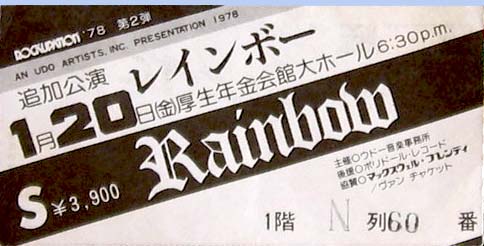 ROCKUPATION '78 第2弾
AN UDO ARTISTS, INC. PRESENTATION 1978
追加公演 レインボー
1月20日(金)厚生年金会館大ホール6:30p.m.
Rainbow
S ¥3,900
主催○ウドー音楽事務所
後援○ポリドール・レコード
協賛○マックスウェル・フレンディ
/ヴァン チャケット
1階 N 列60 番